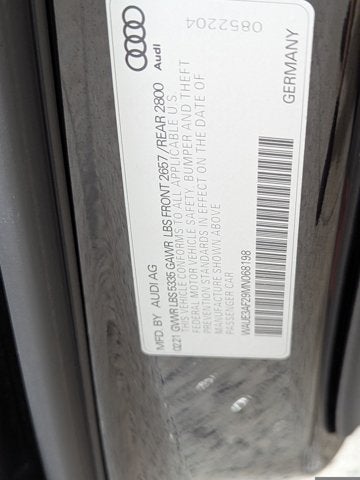 MFD. BY AUDI AG
Audi
02.21 GVWR LBS 5335 GAWR LBS FRONT 2657 / REAR 2800
THIS VEHICLE CONFORMS TO ALL APPLICABLE U.S.
FEDERAL MOTOR VEHICLE SAFETY, BUMPER AND THEFT
PREVENTION STANDARDS IN EFFECT ON THE DATE OF
MANUFACTURE SHOWN ABOVE
PASSENGER CAR
WAUE3AF29MN068198
GERMANY
0852204